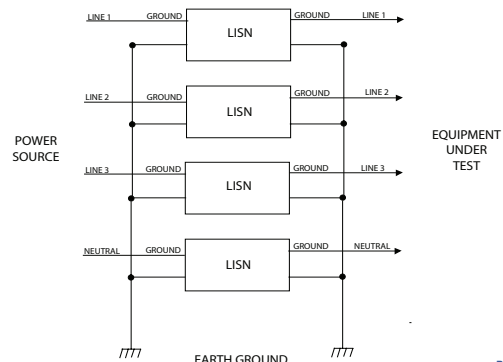 LINE 1 GROUND LISN GROUND LINE 1
LINE 2 GROUND LISN GROUND LINE 2
POWER
SOURCE
EQUIPMENT
UNDER
TEST
LINE 3 GROUND LISN GROUND LINE 3
NEUTRAL GROUND LISN GROUND NEUTRAL
EARTH GROUND